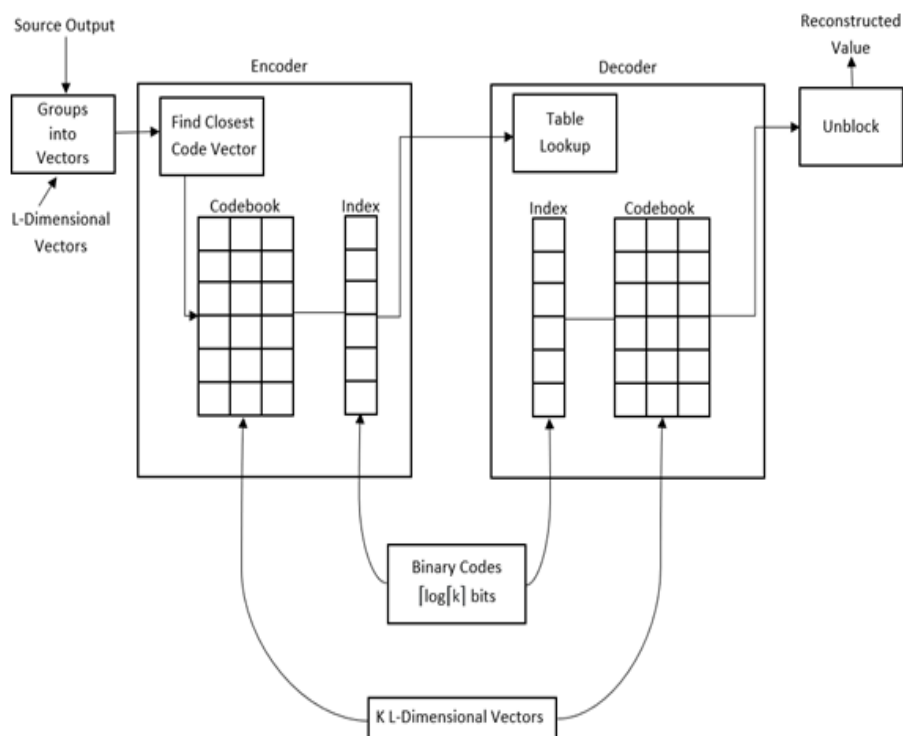 Source Output
Reconstructed
Value
Encoder
Decoder
Groups
into
Vectors
Find Closest
Code Vector
Table
Lookup
Unblock
L-Dimensional
Vectors
Codebook
Index
Index
Codebook
Binary Codes
⌈log⌈k⌉ bits
K L-Dimensional Vectors